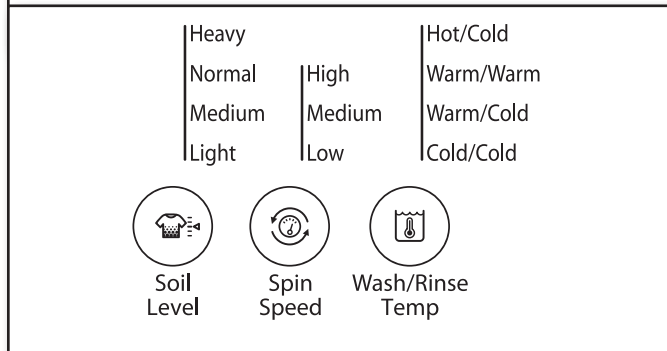 Heavy
Normal
Medium
Light
High
Medium
Low
Hot/Cold
Warm/Warm
Warm/Cold
Cold/Cold
Soil
Level
Spin
Speed
Wash/Rinse
Temp